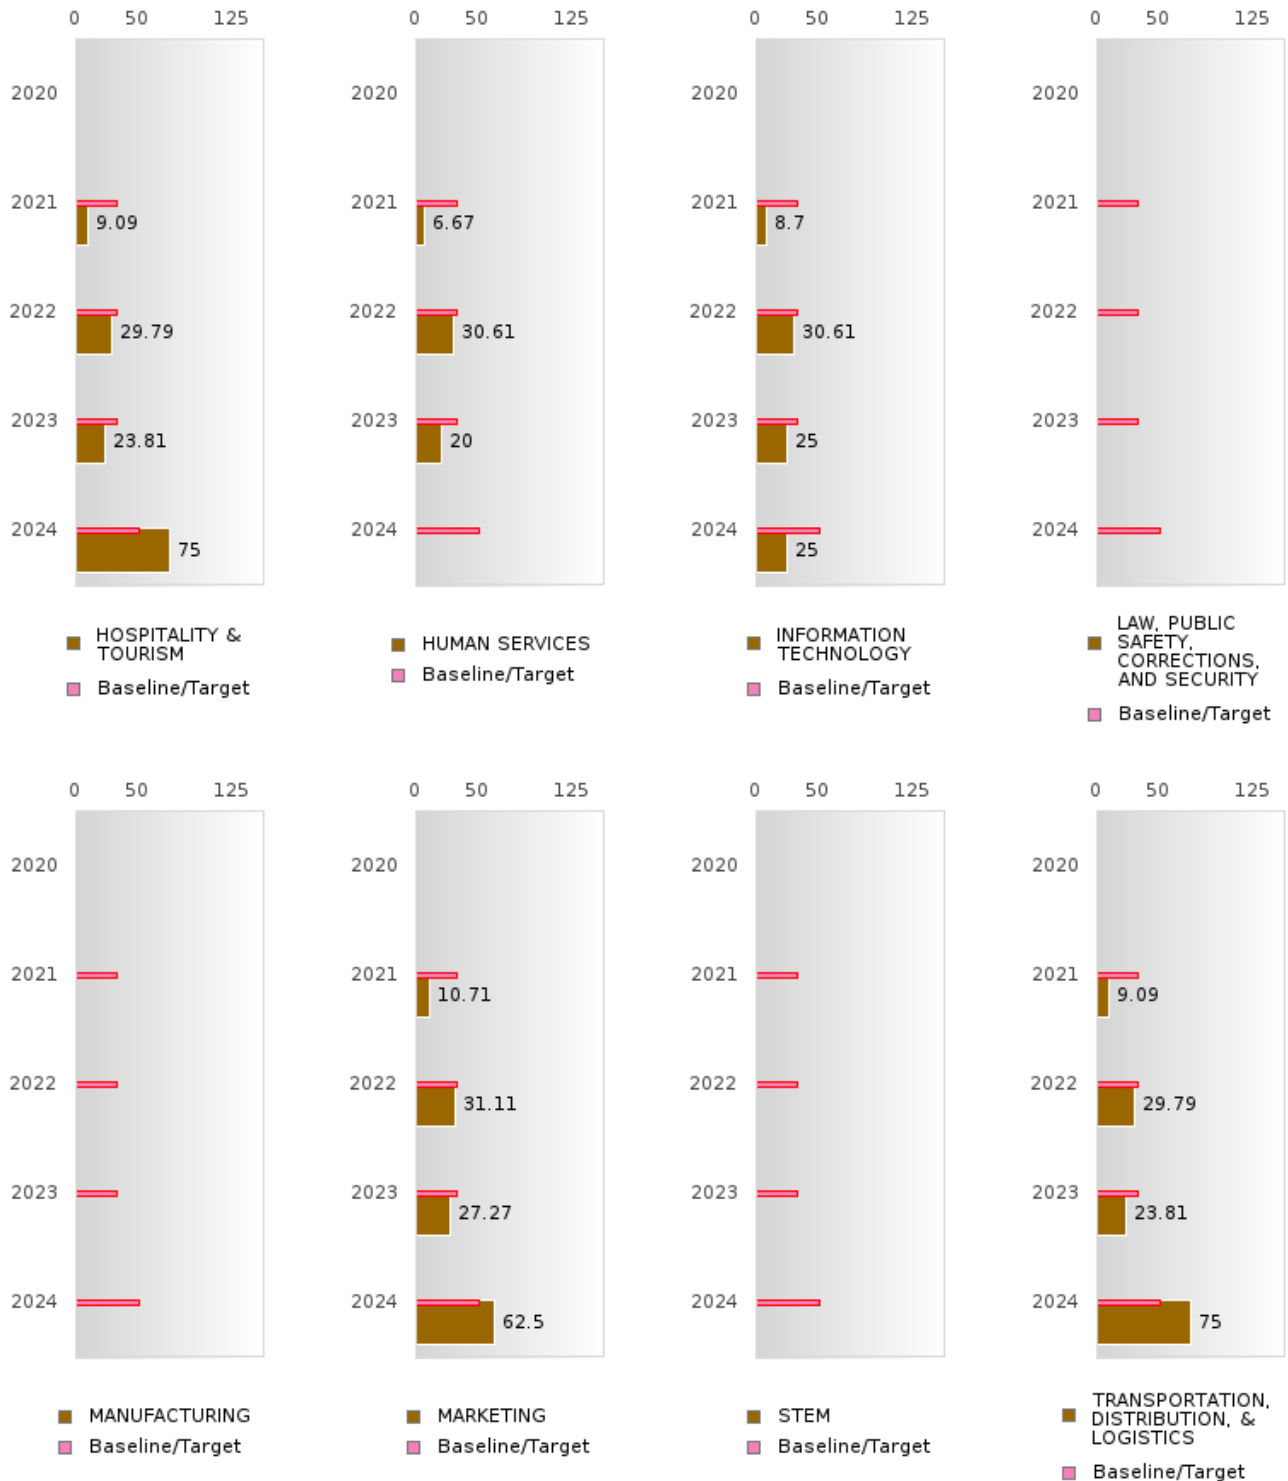 0 50 125
2020
2021
9.09
2022
29.79
2023
23.81
2024
75
HOSPITALITY &
TOURISM
Baseline/Target
0 50 125
2020
2021
6.67
2022
30.61
2023
20
2024
HUMAN SERVICES
Baseline/Target
0 50 125
2020
2021
8.7
2022
30.61
2023
25
2024
25
INFORMATION
TECHNOLOGY
Baseline/Target
0 50 125
2020
2021
2022
2023
2024
LAW, PUBLIC
SAFETY,
CORRECTIONS,
AND SECURITY
Baseline/Target
0 50 125
2020
2021
2022
2023
2024
MANUFACTURING
Baseline/Target
0 50 125
2020
2021
10.71
2022
31.11
2023
27.27
2024
62.5
MARKETING
Baseline/Target
0 50 125
2020
2021
2022
2023
2024
STEM
Baseline/Target
0 50 125
2020
2021
9.09
2022
29.79
2023
23.81
2024
75
TRANSPORTATION,
DISTRIBUTION, &
LOGISTICS
Baseline/Target